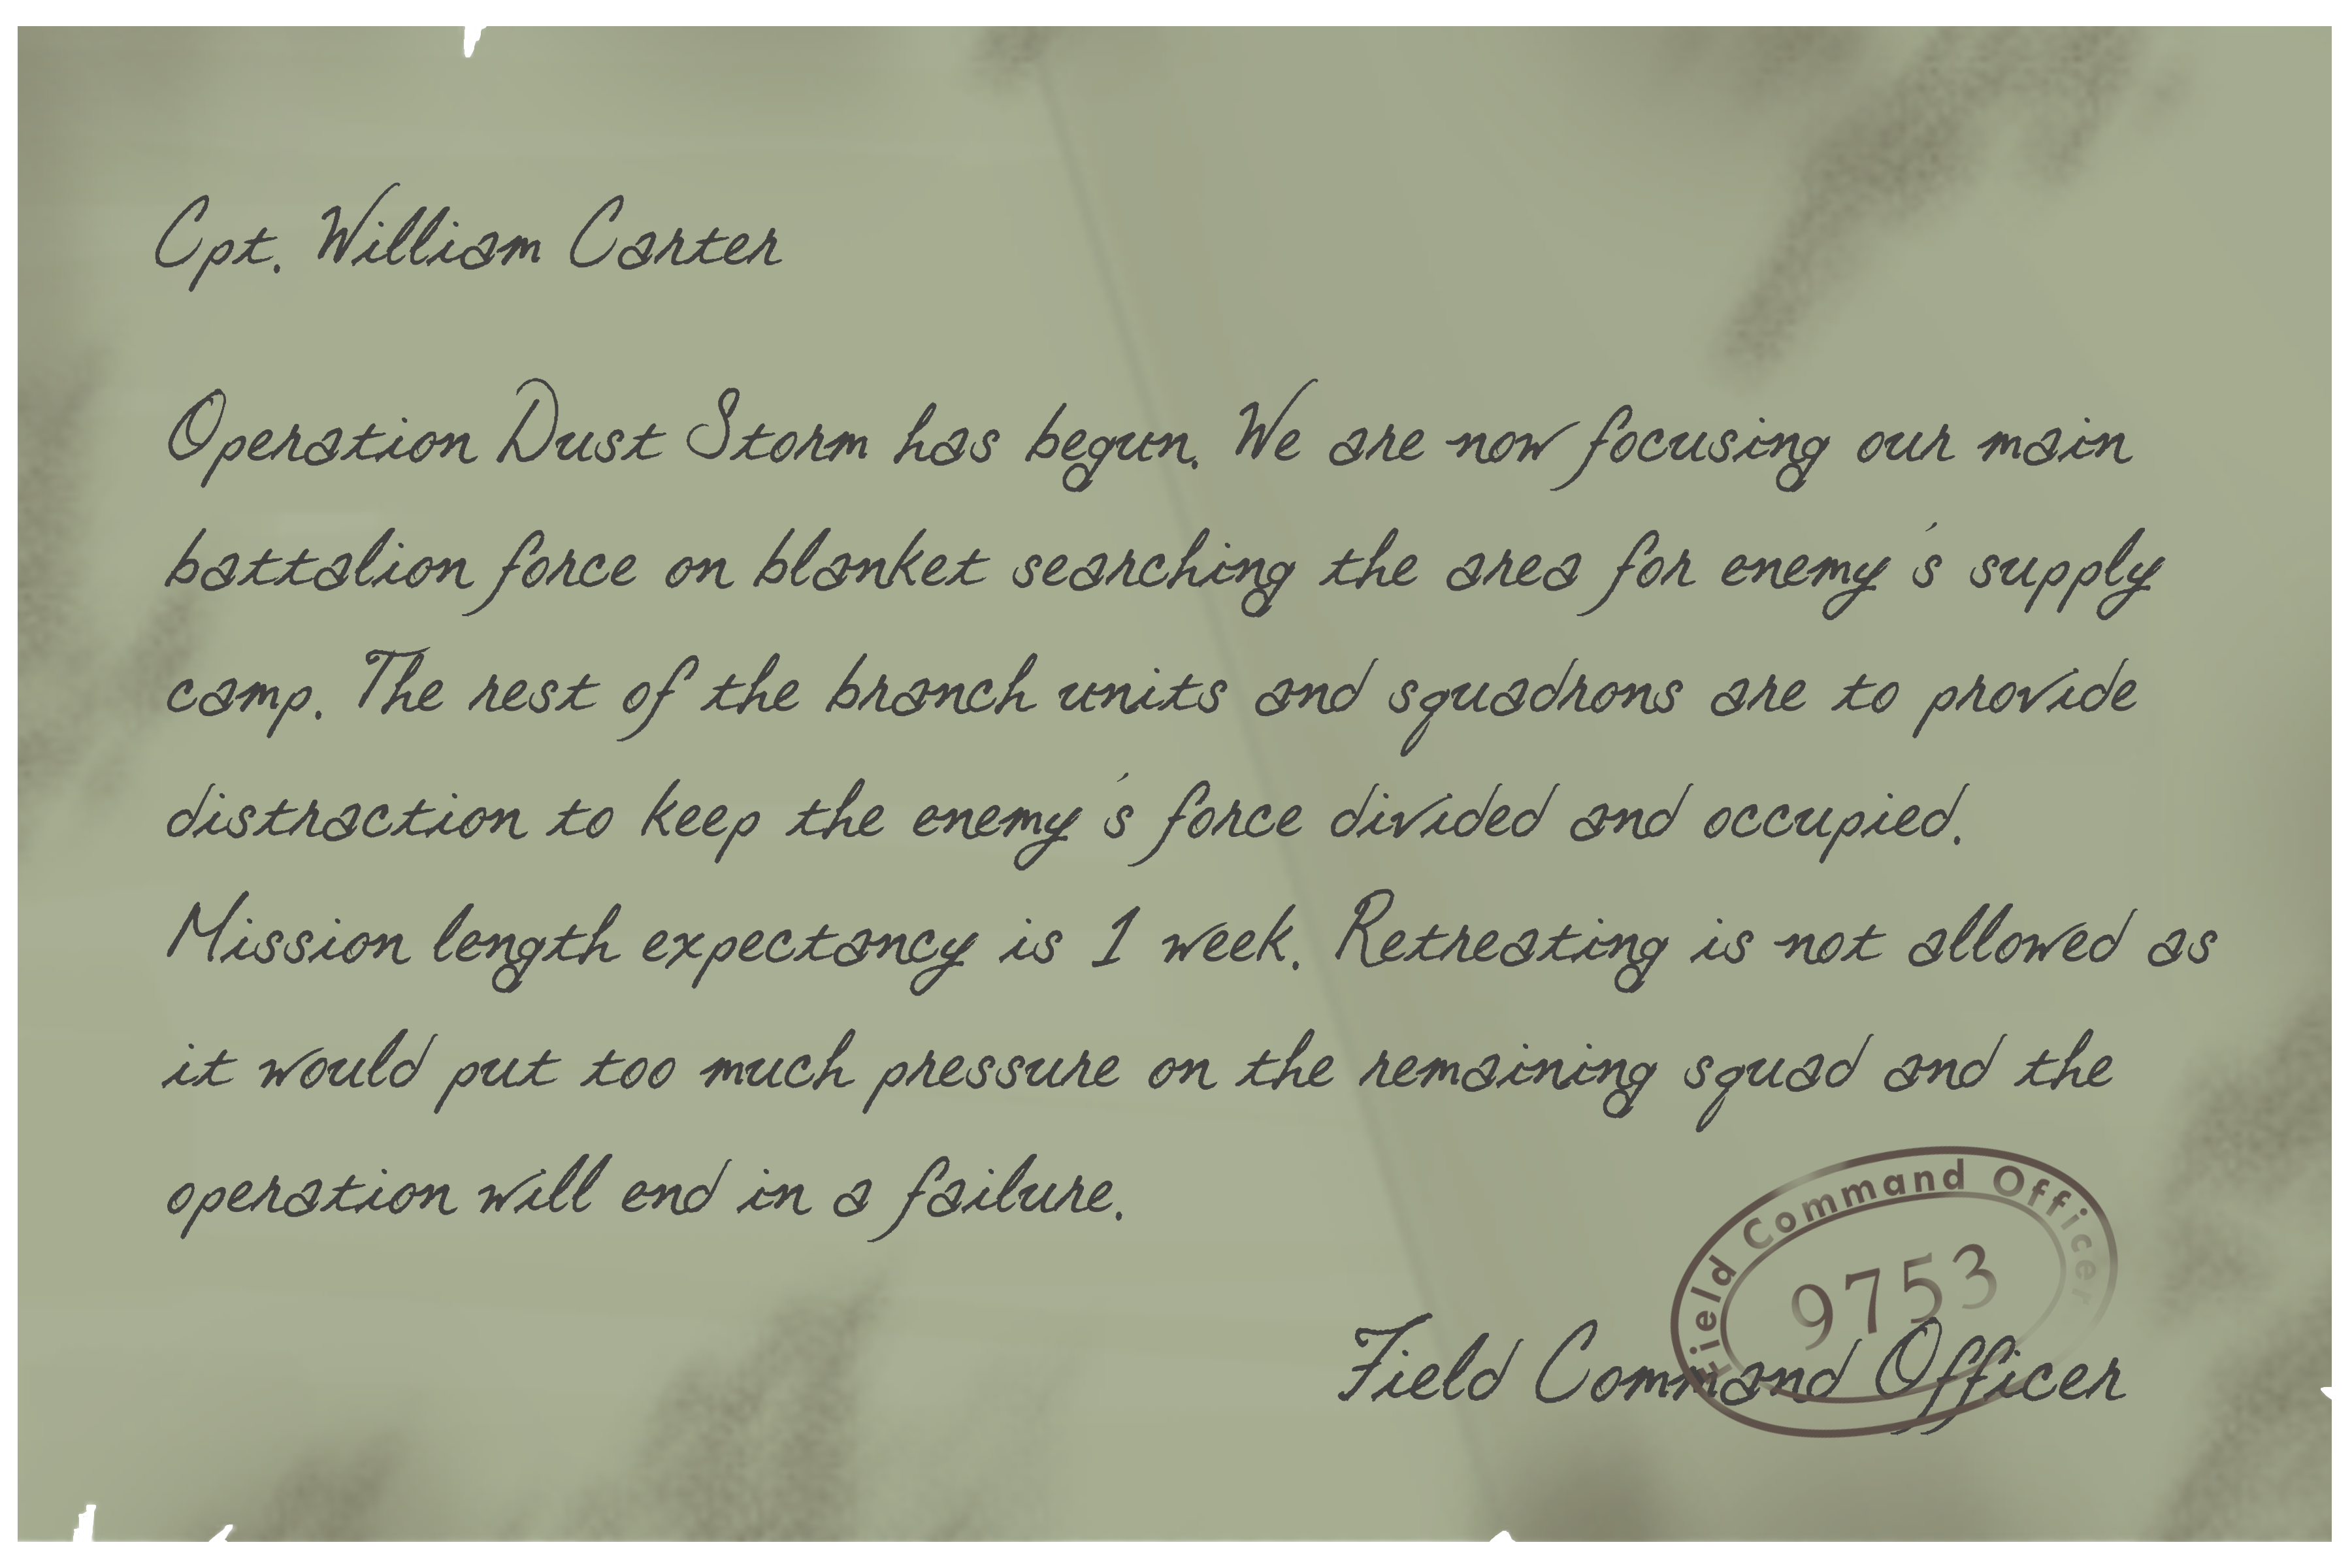 Cpt. William Carter
Operation Dust Storm has begun. We are now focusing our main
battalion force on blanket searching the area for enemy's supply
camp. The rest of the branch units and squadrons are to provide
distraction to keep the enemy's force divided and occupied.
Mission length expectancy is 1 week. Retreating is not allowed as
it would put too much pressure on the remaining squad and the
operation will end in a failure.
Field Command Officer
9753
Field Command Officer